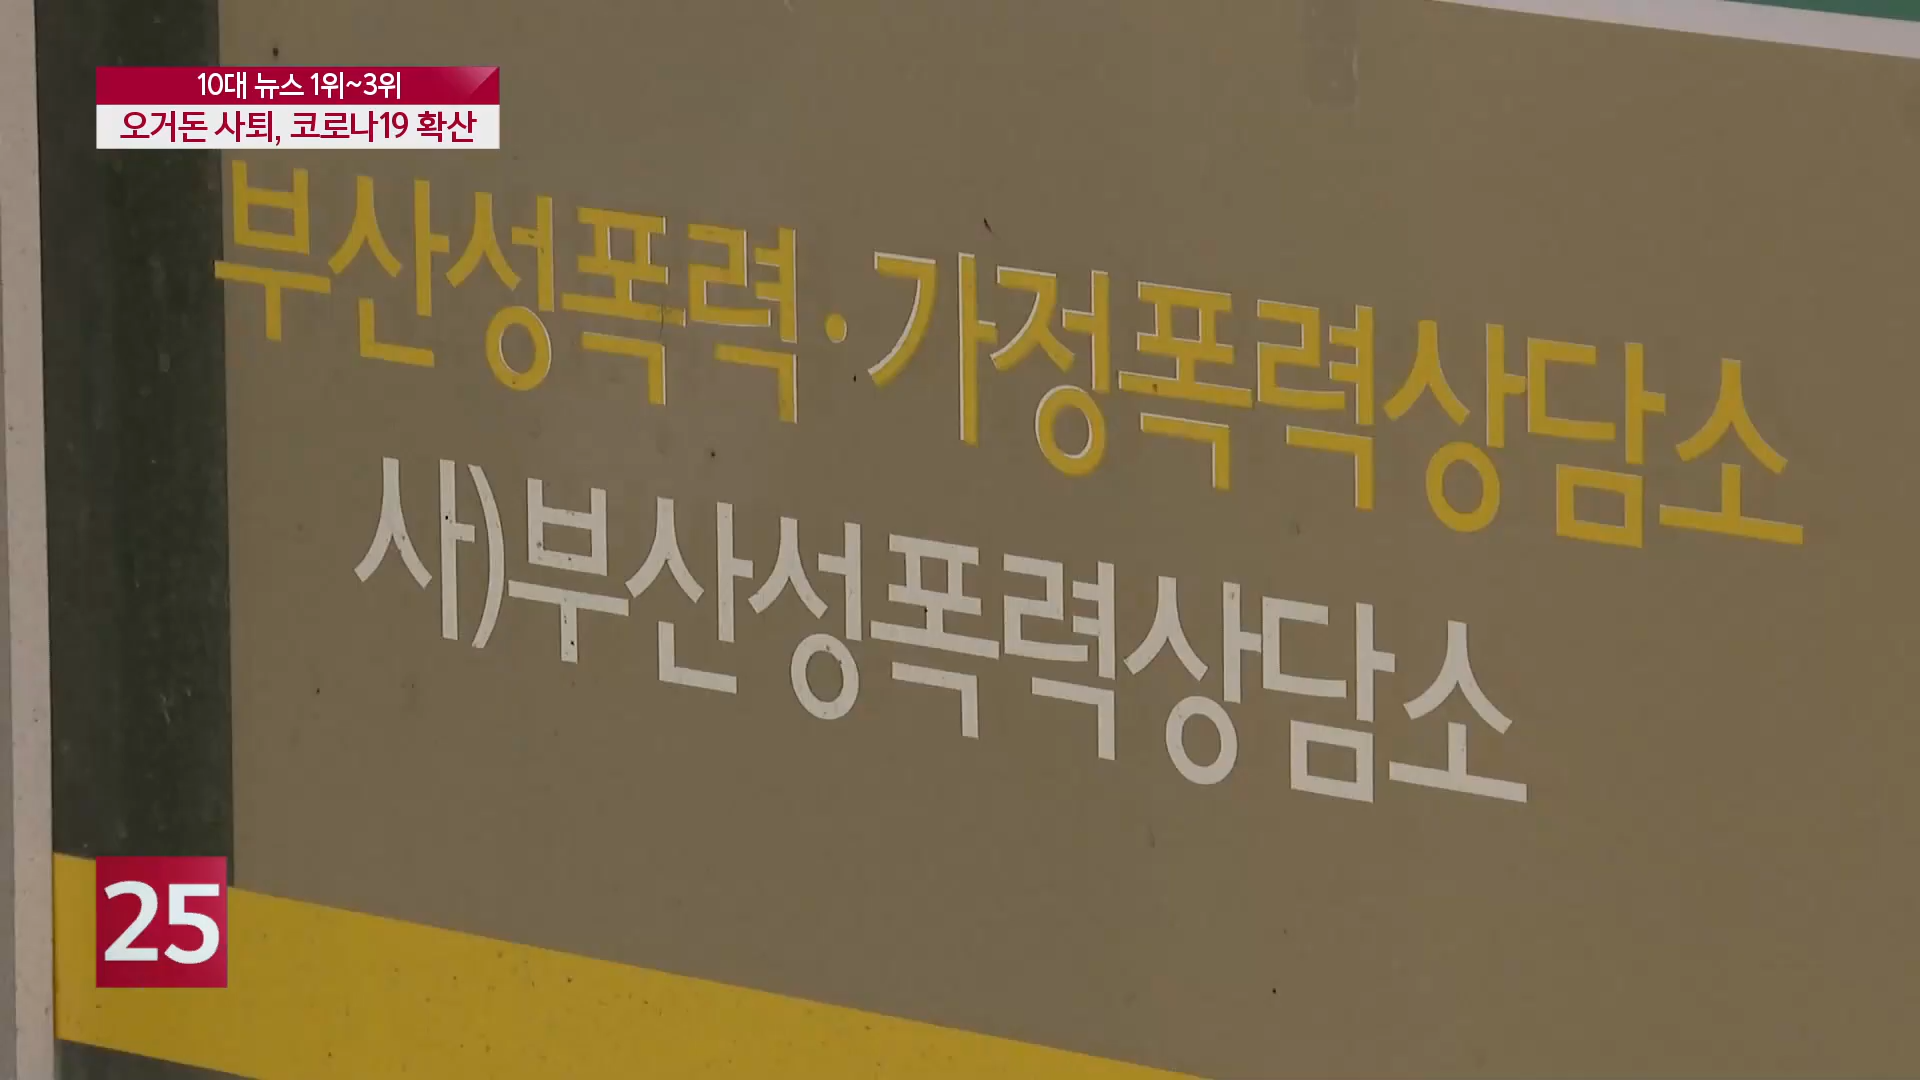 10대 뉴스 1위~3위
오거돈 사퇴, 코로나19 확산
부산성폭력·가정폭력상담소
사)부산성폭력상담소
25